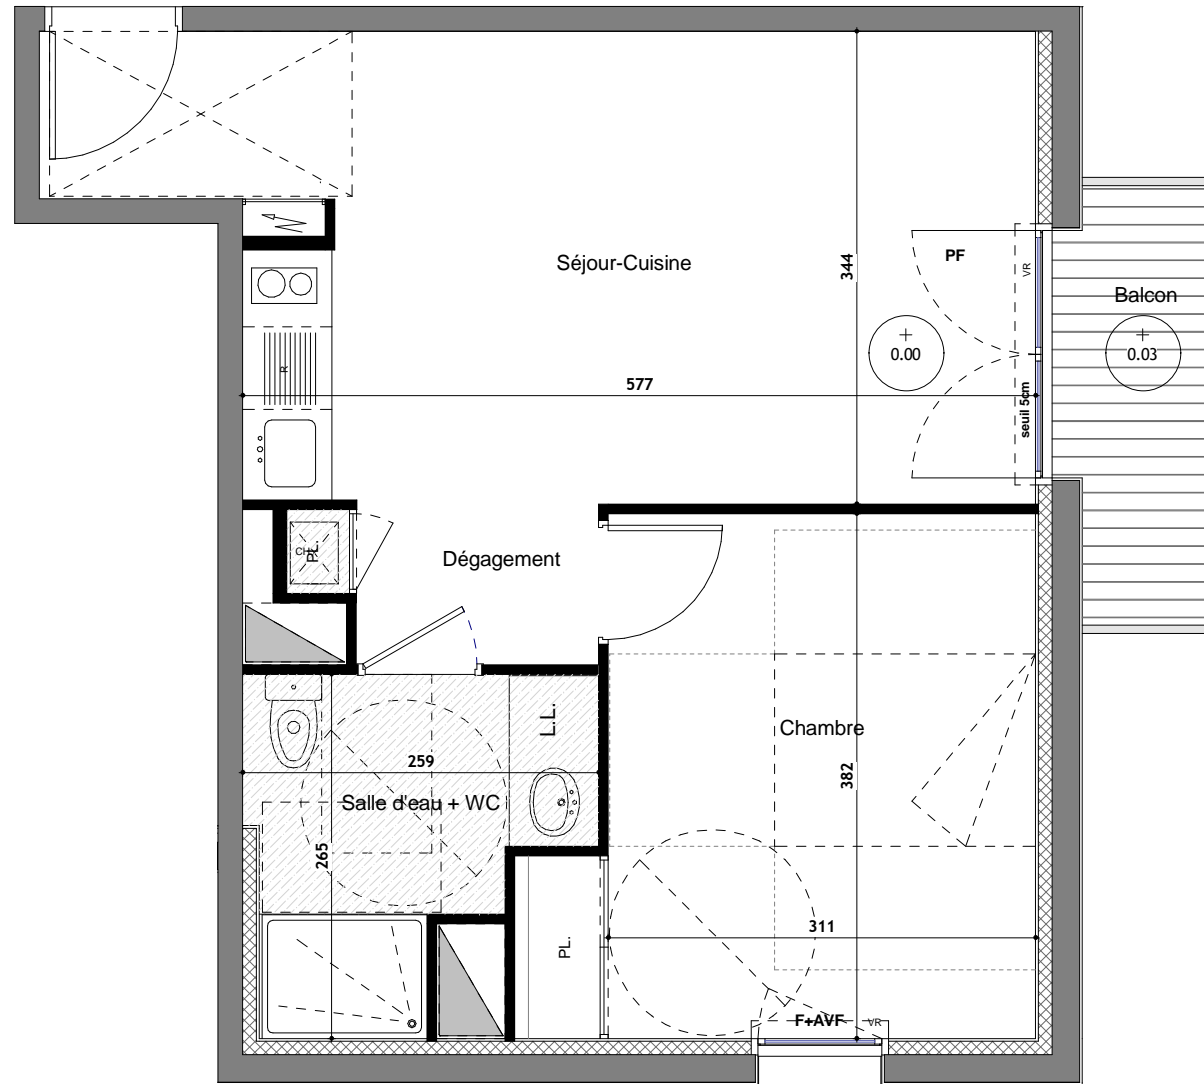 Séjour-Cuisine
344
PF
VR
Balcon
0.00
0.03
577
seuil 5cm
R
CH
PL.
Dégagement
L.L.
Chambre
259
382
Salle d'eau + WC
265
311
PL.
F+AVF
VR